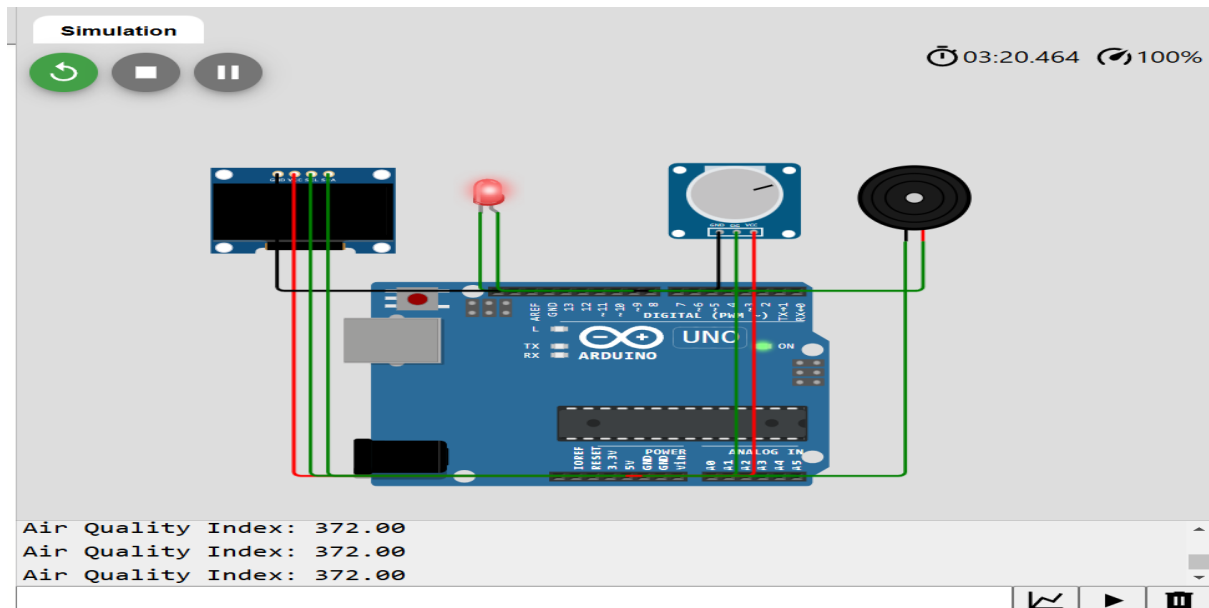 Simulation
03:20.464 100%
GND
GND SIG VCC
AREF
GND
13
12
~11
~10
~9
8
7
~6
~5
4
~3
2
TX→1
RX←0
DIGITAL (PWM ~)
L
TX
RX
ARDUINO
UNO
ON
IOREF
RESET
3.3V
5V
GND
GND
Vin
POWER
ANALOG IN
A0
A1
A2
A3
A4
A5
Air Quality Index: 372.00
Air Quality Index: 372.00
Air Quality Index: 372.00